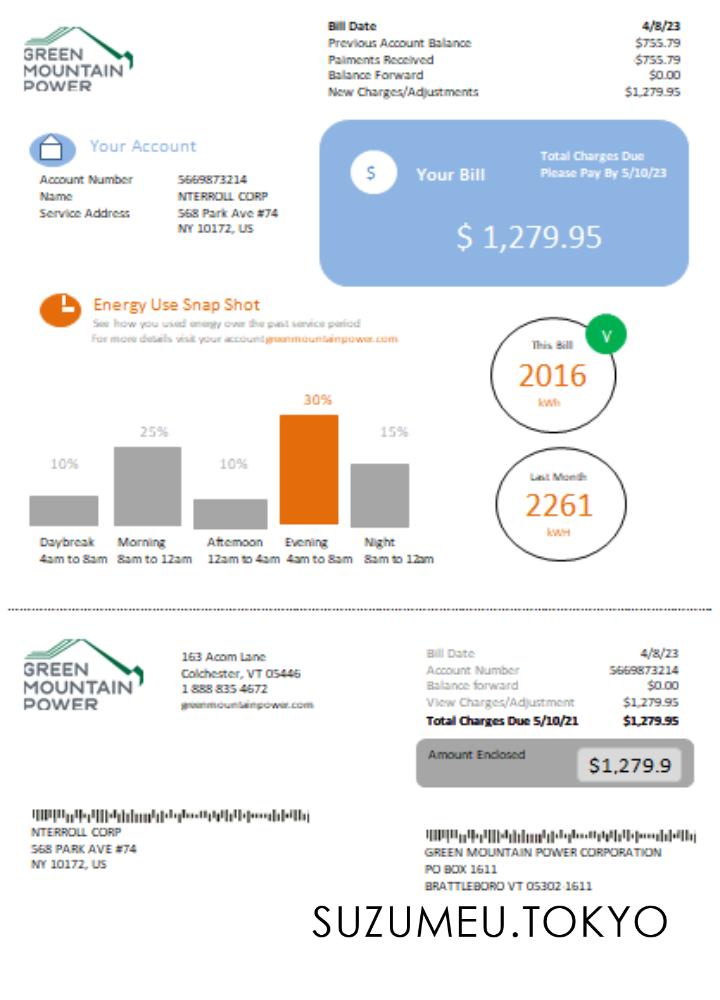 GREEN
MOUNTAIN
POWER
Bill Date 4/8/23
Previous Account Balance $755.79
Paiments Received -$755.79
Balance Forward $0.00
New Charges/Adjustments $1,279.95
Your Account
Account Number 5669873214
Name NTERROLL CORP
Service Address 568 Park Ave #74
NY 10172, US
$ Your Bill
Total Charges Due
Please Pay By 5/10/23
$ 1,279.95
Energy Use Snap Shot
See how you used energy over the past service period
For more details visit your accountgreenmountainpower.com
This Bill
2016
kWh
V
Last Month
2261
kWH
10% 25% 10% 30% 15%
Daybreak Morning Aftemoon Evening Night
4am to 8am 8am to 12am 12am to 4am 4am to 8am 8am to 12am
GREEN
MOUNTAIN
POWER
163 Acom Lane
Colchester, VT 05446
1 888 835 4672
greenmountainpower.com
Bill Date 4/8/23
Account Number 5669873214
Balance forward $0.00
View Charges/Adjustment $1,279.95
Total Charges Due 5/10/21 $1,279.95
Amount Enclosed $1,279.9
NTERROLL CORP
568 PARK AVE #74
NY 10172, US
GREEN MOUNTAIN POWER CORPORATION
PO BOX 1611
BRATTLEBORO VT 05302-1611
SUZUMEU.TOKYO